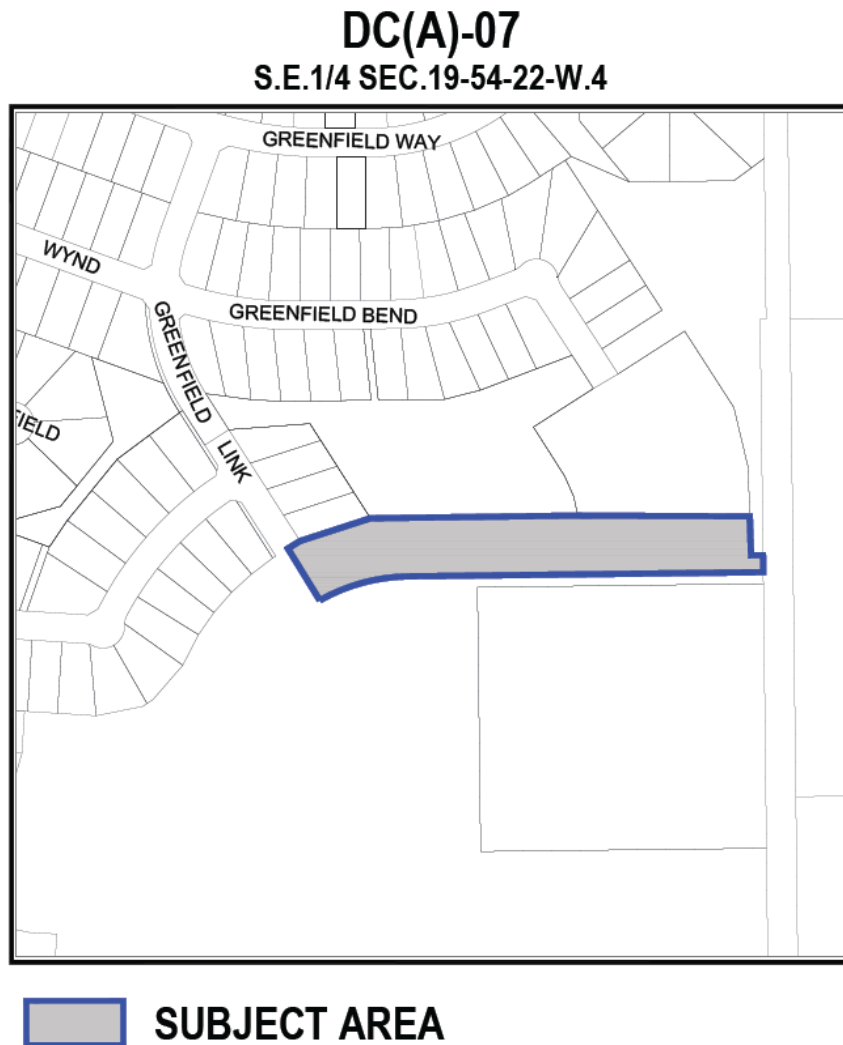 DC(A)-07
S.E.1/4 SEC.19-54-22-W.4
GREENFIELD WAY
WYND
GREENFIELD BEND
GREENFIELD
LINK
FIELD
SUBJECT AREA